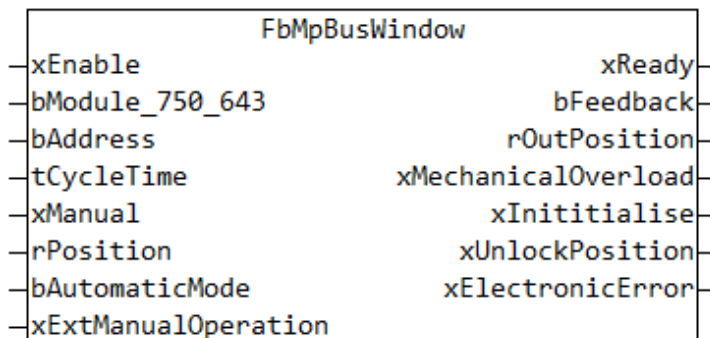 FbMpBusWindow
xEnable xReady
bModule_750_643 bFeedback
bAddress rOutPosition
tCycleTime xMechanicalOverload
xManual xInititialise
rPosition xUnlockPosition
bAutomaticMode xElectronicError
xExtManualOperation